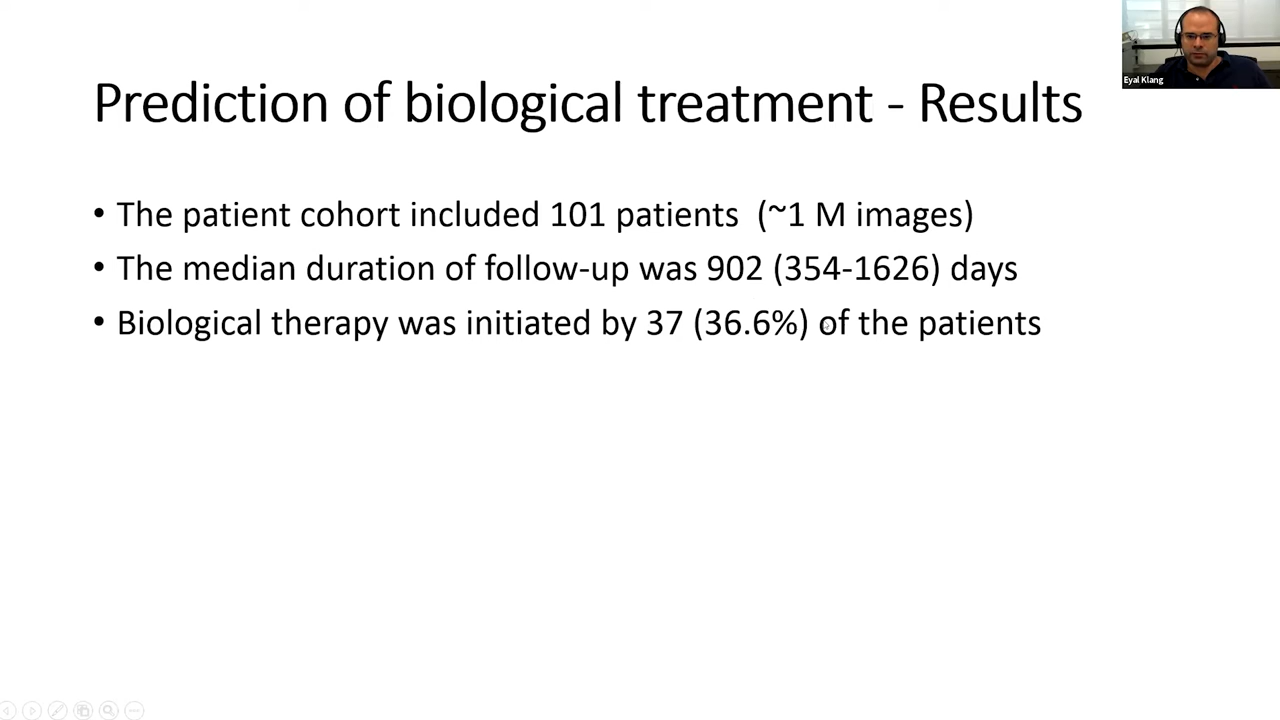 Eyal Klang
Prediction of biological treatment - Results
• The patient cohort included 101 patients (~1 M images)
• The median duration of follow-up was 902 (354-1626) days
• Biological therapy was initiated by 37 (36.6%) of the patients